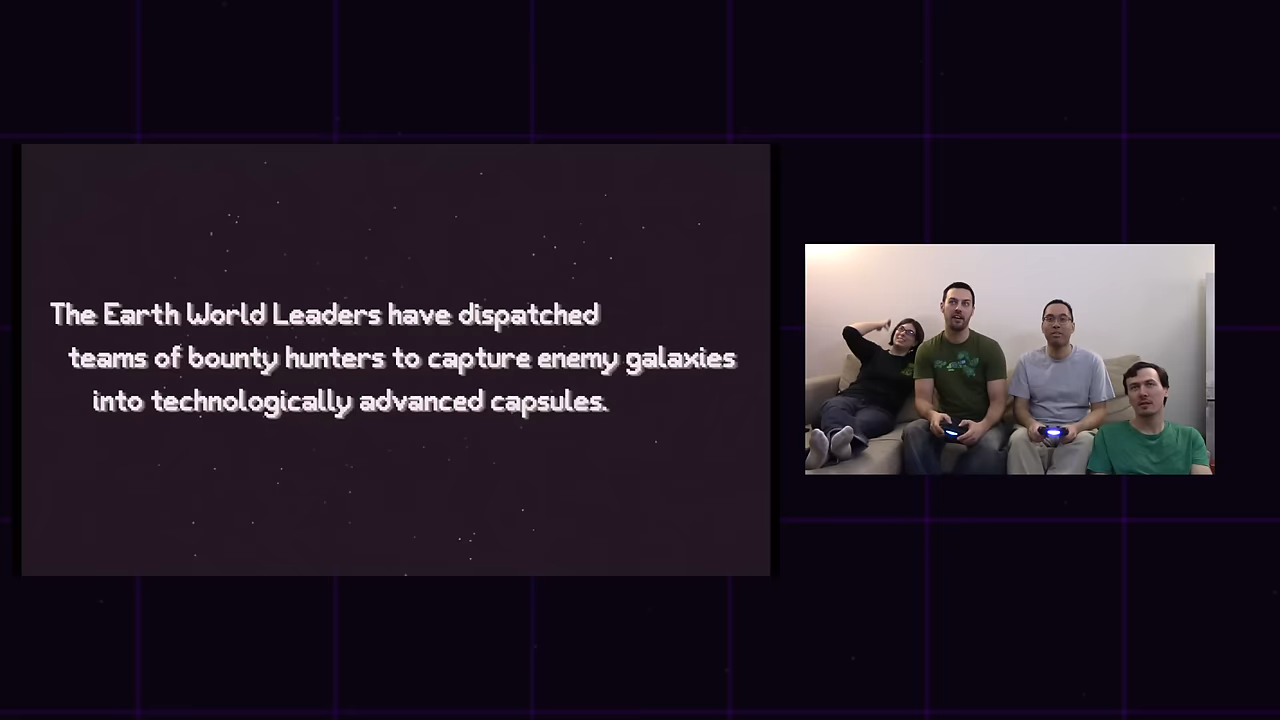 The Earth World Leaders have dispatched
teams of bounty hunters to capture enemy galaxies
into technologically advanced capsules.